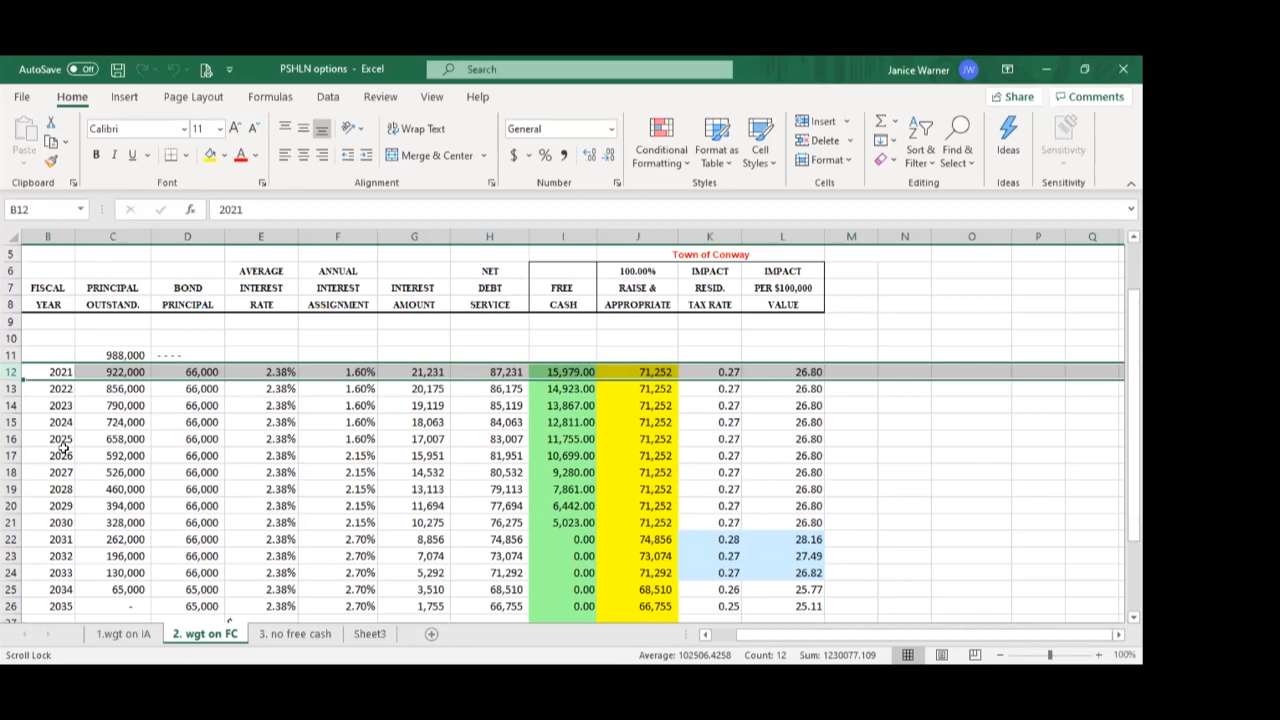 AutoSave Off PSHLN options - Excel Search Janice Warner JW
File Home Insert Page Layout Formulas Data Review View Help Share Comments
Paste Calibri 11 A A Wrap Text General Conditional Formatting Format as Table Cell Styles Insert Delete Format Sort & Filter Find & Select Ideas Sensitivity
B I U A Merge & Center $ % 9
Clipboard Font Alignment Number Styles Cells Editing Ideas Sensitivity
B12 fx 2021
B C D E F G H I J K L M N O P Q
5 Town of Conway
6 AVERAGE ANNUAL NET 100.00% IMPACT IMPACT
7 FISCAL PRINCIPAL BOND INTEREST INTEREST INTEREST DEBT FREE RAISE & RESID. PER $100,000
8 YEAR OUTSTAND. PRINCIPAL RATE ASSIGNMENT AMOUNT SERVICE CASH APPROPRIATE TAX RATE VALUE
9
10
11 988,000 - - - -
12 2021 922,000 66,000 2.38% 1.60% 21,231 87,231 15,979.00 71,252 0.27 26.80
13 2022 856,000 66,000 2.38% 1.60% 20,175 86,175 14,923.00 71,252 0.27 26.80
14 2023 790,000 66,000 2.38% 1.60% 19,119 85,119 13,867.00 71,252 0.27 26.80
15 2024 724,000 66,000 2.38% 1.60% 18,063 84,063 12,811.00 71,252 0.27 26.80
16 2025 658,000 66,000 2.38% 1.60% 17,007 83,007 11,755.00 71,252 0.27 26.80
17 2026 592,000 66,000 2.38% 2.15% 15,951 81,951 10,699.00 71,252 0.27 26.80
18 2027 526,000 66,000 2.38% 2.15% 14,532 80,532 9,280.00 71,252 0.27 26.80
19 2028 460,000 66,000 2.38% 2.15% 13,113 79,113 7,861.00 71,252 0.27 26.80
20 2029 394,000 66,000 2.38% 2.15% 11,694 77,694 6,442.00 71,252 0.27 26.80
21 2030 328,000 66,000 2.38% 2.15% 10,275 76,275 5,023.00 71,252 0.27 26.80
22 2031 262,000 66,000 2.38% 2.70% 8,856 74,856 0.00 74,856 0.28 28.16
23 2032 196,000 66,000 2.38% 2.70% 7,074 73,074 0.00 73,074 0.27 27.49
24 2033 130,000 66,000 2.38% 2.70% 5,292 71,292 0.00 71,292 0.27 26.82
25 2034 65,000 65,000 2.38% 2.70% 3,510 68,510 0.00 68,510 0.26 25.77
26 2035 - 65,000 2.38% 2.70% 1,755 66,755 0.00 66,755 0.25 25.11
1.wgt on IA 2. wgt on FC 3. no free cash Sheet3
Scroll Lock Average: 102506.4258 Count: 12 Sum: 1230077.109 100%